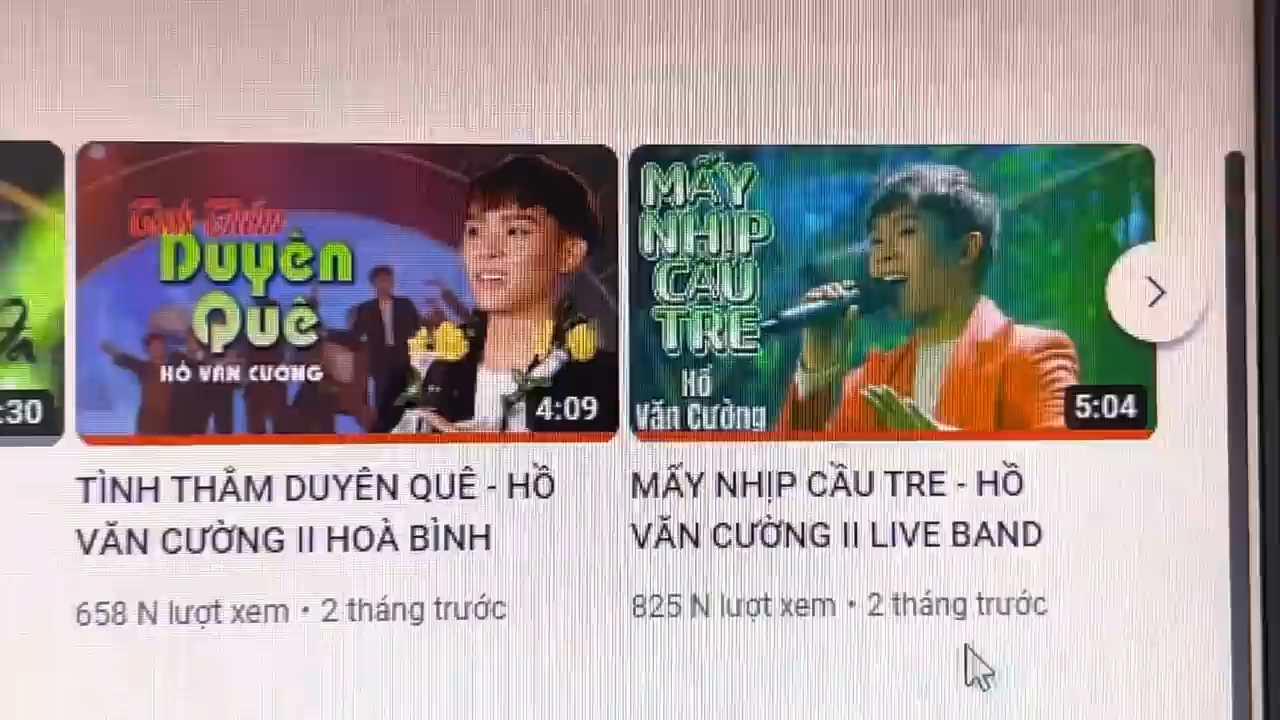 :30
Tình Thắm
Duyên
Quê
HỒ VĂN CƯỜNG
4:09
MẤY
NHỊP
CẦU
TRE
Hồ
Văn Cường
5:04
TÌNH THẮM DUYÊN QUÊ - HỒ
VĂN CƯỜNG II HOÀ BÌNH
658 N lượt xem • 2 tháng trước
MẤY NHỊP CẦU TRE - HỒ
VĂN CƯỜNG II LIVE BAND
825 N lượt xem • 2 tháng trước